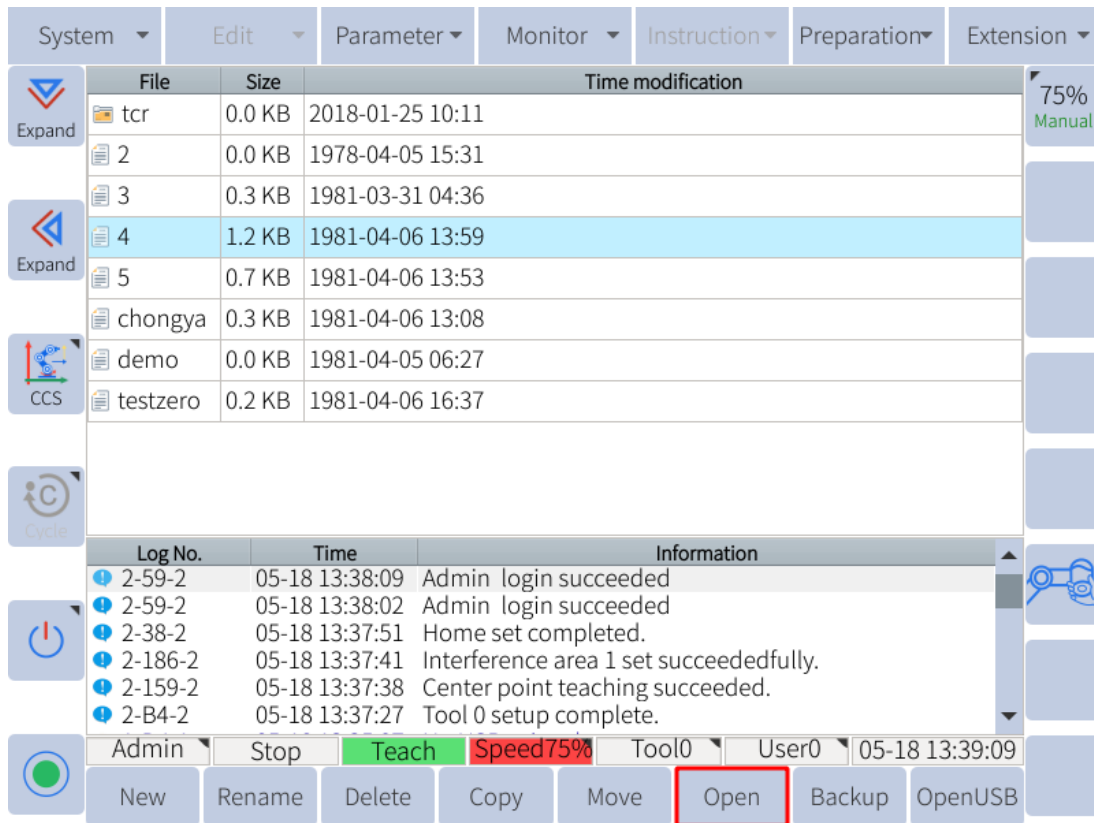 System Edit Parameter Monitor Instruction Preparation Extension
File Size Time modification
75%
Manual
Expand
tcr 0.0 KB 2018-01-25 10:11
2 0.0 KB 1978-04-05 15:31
3 0.3 KB 1981-03-31 04:36
4 1.2 KB 1981-04-06 13:59
Expand
5 0.7 KB 1981-04-06 13:53
chongya 0.3 KB 1981-04-06 13:08
demo 0.0 KB 1981-04-05 06:27
CCS
testzero 0.2 KB 1981-04-06 16:37
C
Cycle
Log No. Time Information
2-59-2 05-18 13:38:09 Admin login succeeded
2-59-2 05-18 13:38:02 Admin login succeeded
2-38-2 05-18 13:37:51 Home set completed.
2-186-2 05-18 13:37:41 Interference area 1 set succeededfully.
2-159-2 05-18 13:37:38 Center point teaching succeeded.
2-B4-2 05-18 13:37:27 Tool 0 setup complete.
Admin Stop Teach Speed75% Tool0 User0 05-18 13:39:09
New Rename Delete Copy Move Open Backup OpenUSB